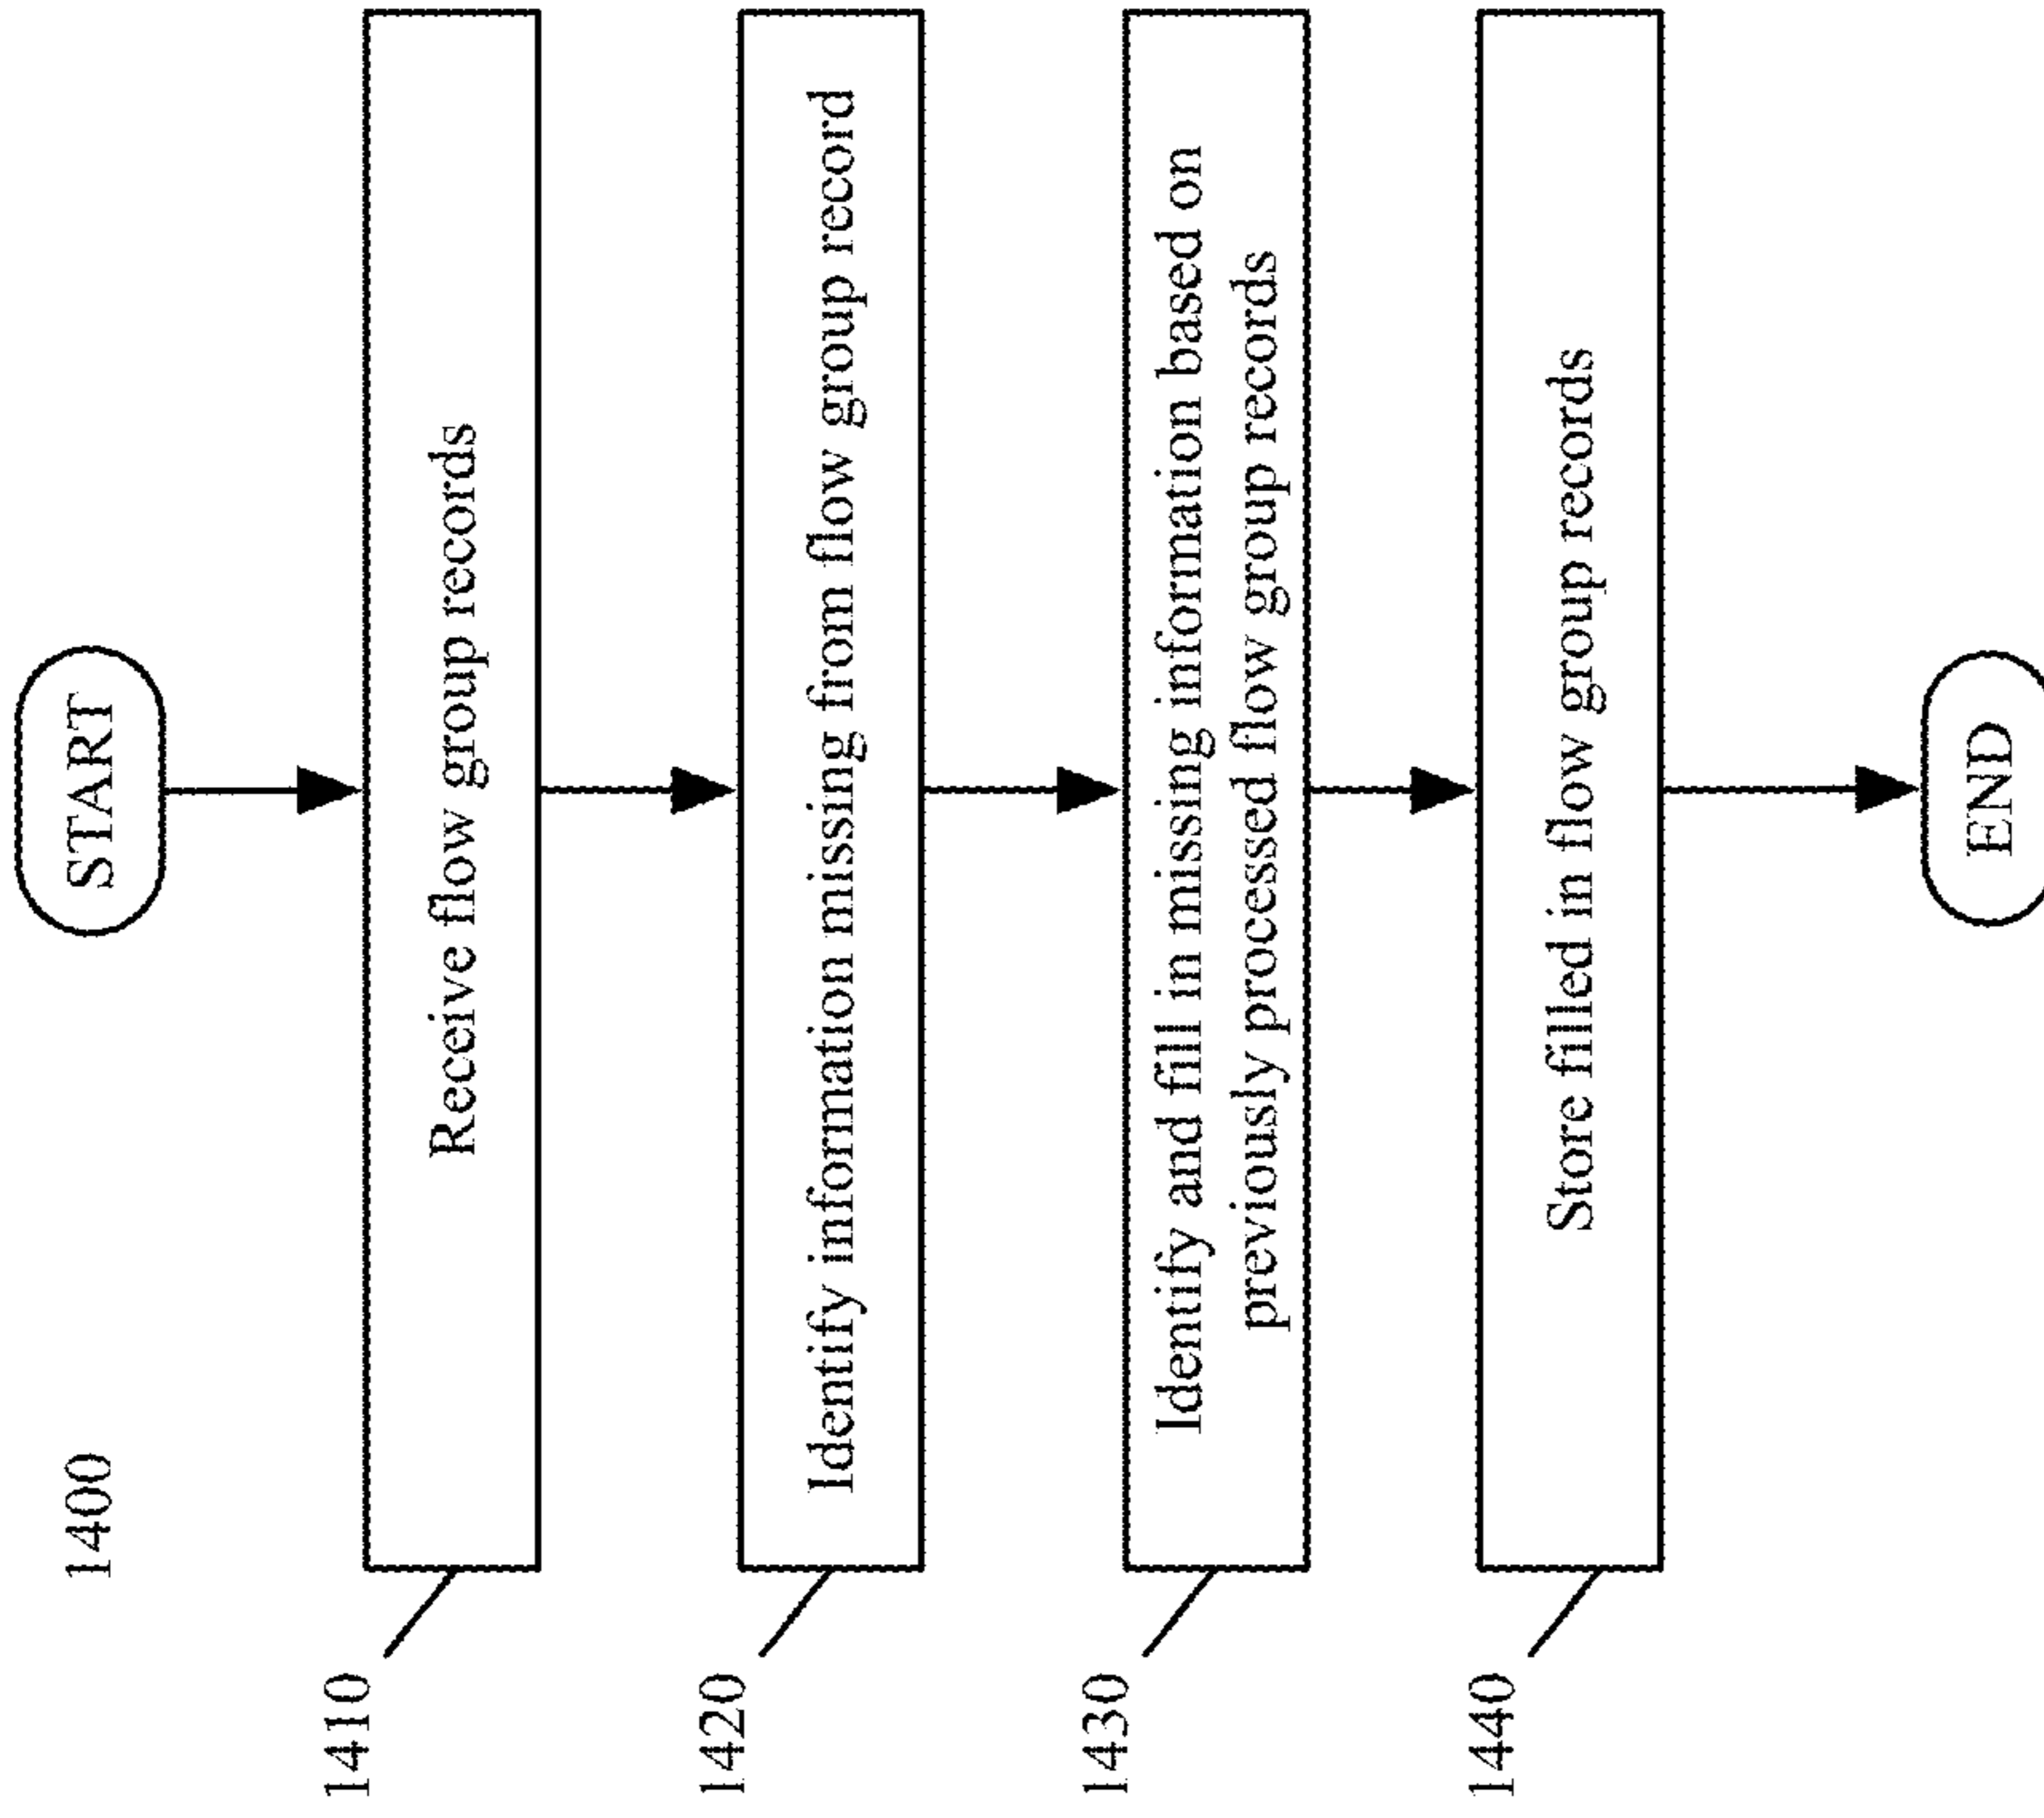 1400
START
1410
Receive flow group records
1420
Identify information missing from flow group record
1430
Identify and fill in missing information based on
previously processed flow group records
1440
Store filled in flow group records
END